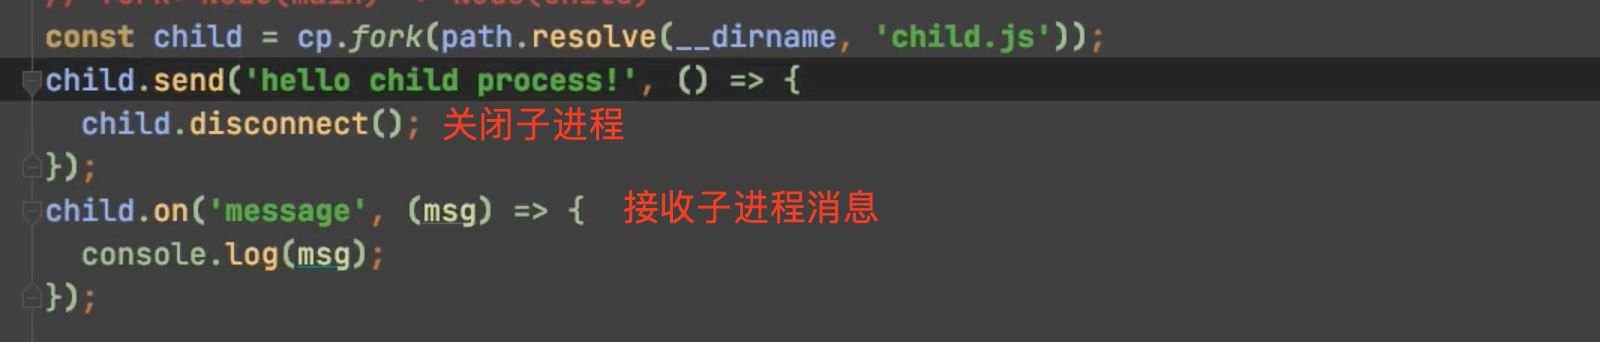 const child = cp.fork(path.resolve(__dirname, 'child.js'));
child.send('hello child process!', () => {
child.disconnect(); 关闭子进程
});
child.on('message', (msg) => { 接收子进程消息
console.log(msg);
});